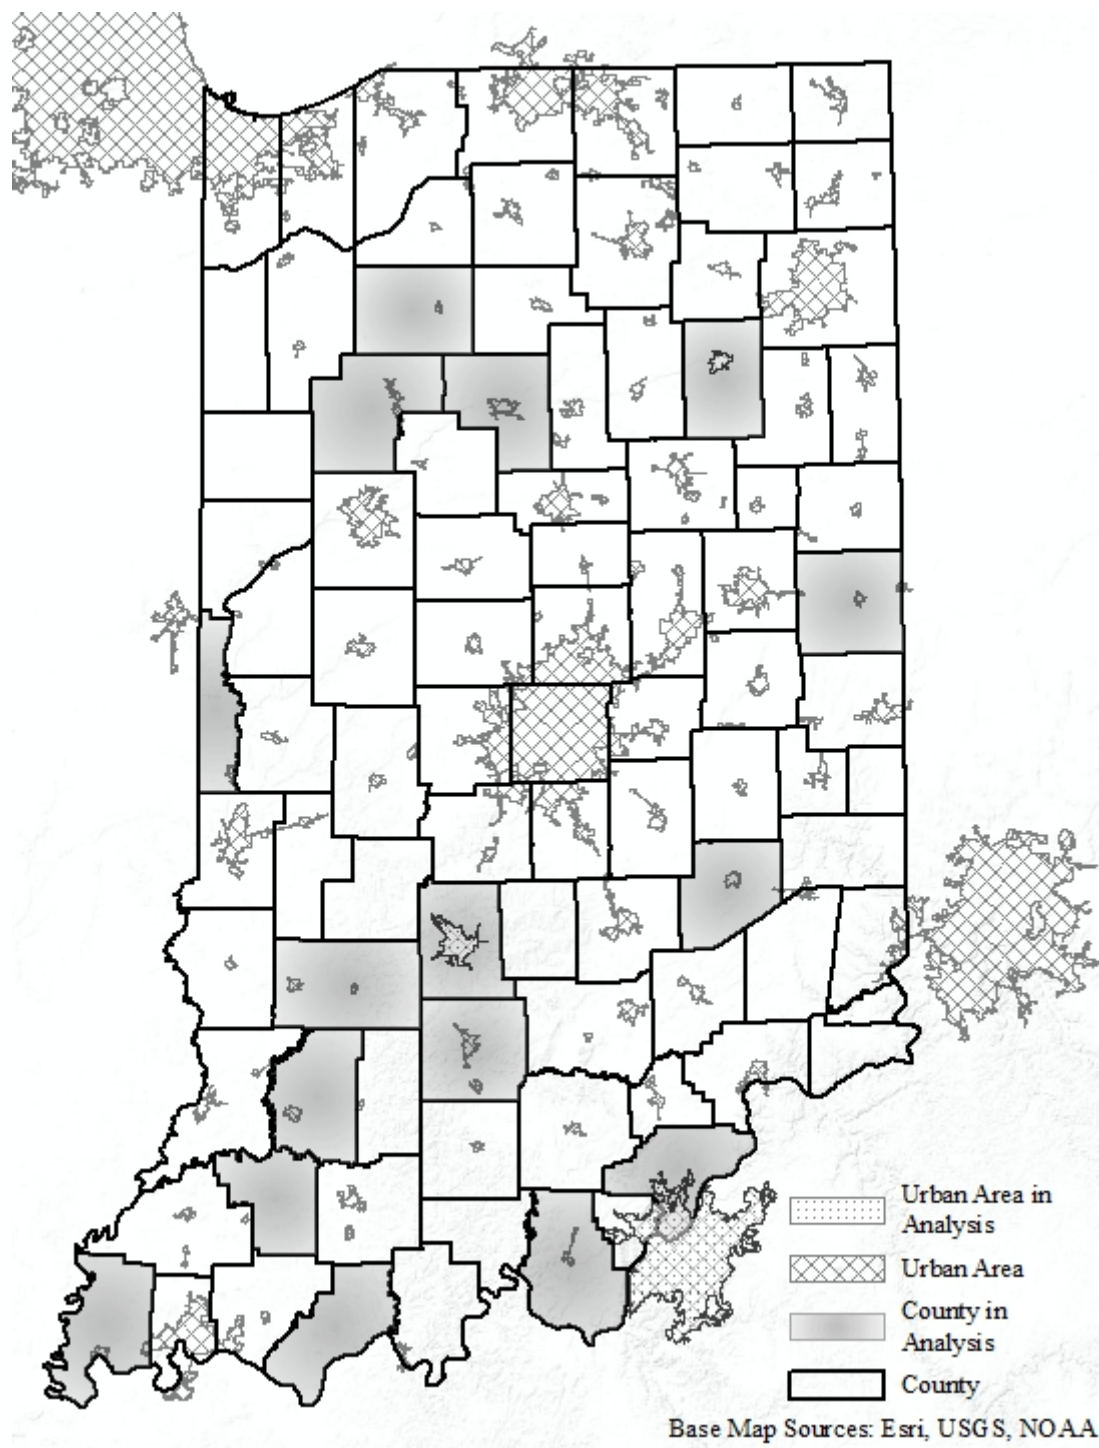 Urban Area in
Analysis
Urban Area
County in
Analysis
County
Base Map Sources: Esri, USGS, NOAA